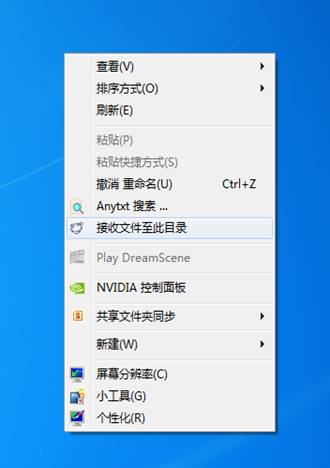 查看(V)
排序方式(O)
刷新(E)
粘贴(P)
粘贴快捷方式(S)
撤消 重命名(U) Ctrl+Z
Anytxt 搜索 ...
接收文件至此目录
Play DreamScene
NVIDIA 控制面板
共享文件夹同步
新建(W)
屏幕分辨率(C)
小工具(G)
个性化(R)